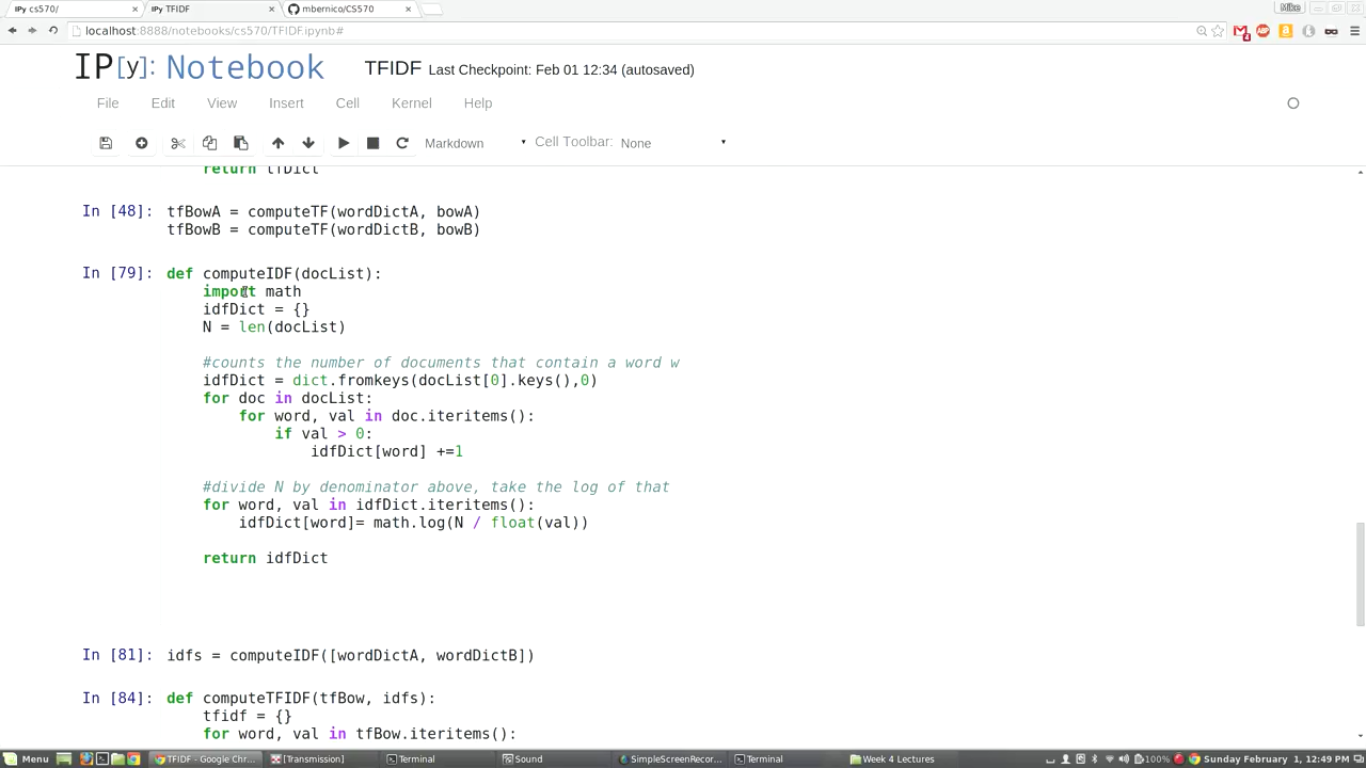 IPy cs570/
IPy TFIDF
mbernico/CS570
Mike
localhost:8888/notebooks/cs570/TFIDF.ipynb#
IP[y]: Notebook
TFIDF Last Checkpoint: Feb 01 12:34 (autosaved)
File Edit View Insert Cell Kernel Help
Markdown
Cell Toolbar: None
return tfDict
In [48]: tfBowA = computeTF(wordDictA, bowA)
tfBowB = computeTF(wordDictB, bowB)
In [79]: def computeIDF(docList):
import math
idfDict = {}
N = len(docList)
#counts the number of documents that contain a word w
idfDict = dict.fromkeys(docList[0].keys(),0)
for doc in docList:
for word, val in doc.iteritems():
if val > 0:
idfDict[word] +=1
#divide N by denominator above, take the log of that
for word, val in idfDict.iteritems():
idfDict[word]= math.log(N / float(val))
return idfDict
In [81]: idfs = computeIDF([wordDictA, wordDictB])
In [84]: def computeTFIDF(tfBow, idfs):
tfidf = {}
for word, val in tfBow.iteritems():
Menu
TFIDF - Google Chr...
[Transmission]
Terminal
Sound
SimpleScreenRecor...
Terminal
Week 4 Lectures
100%
Sunday February 1, 12:49 PM